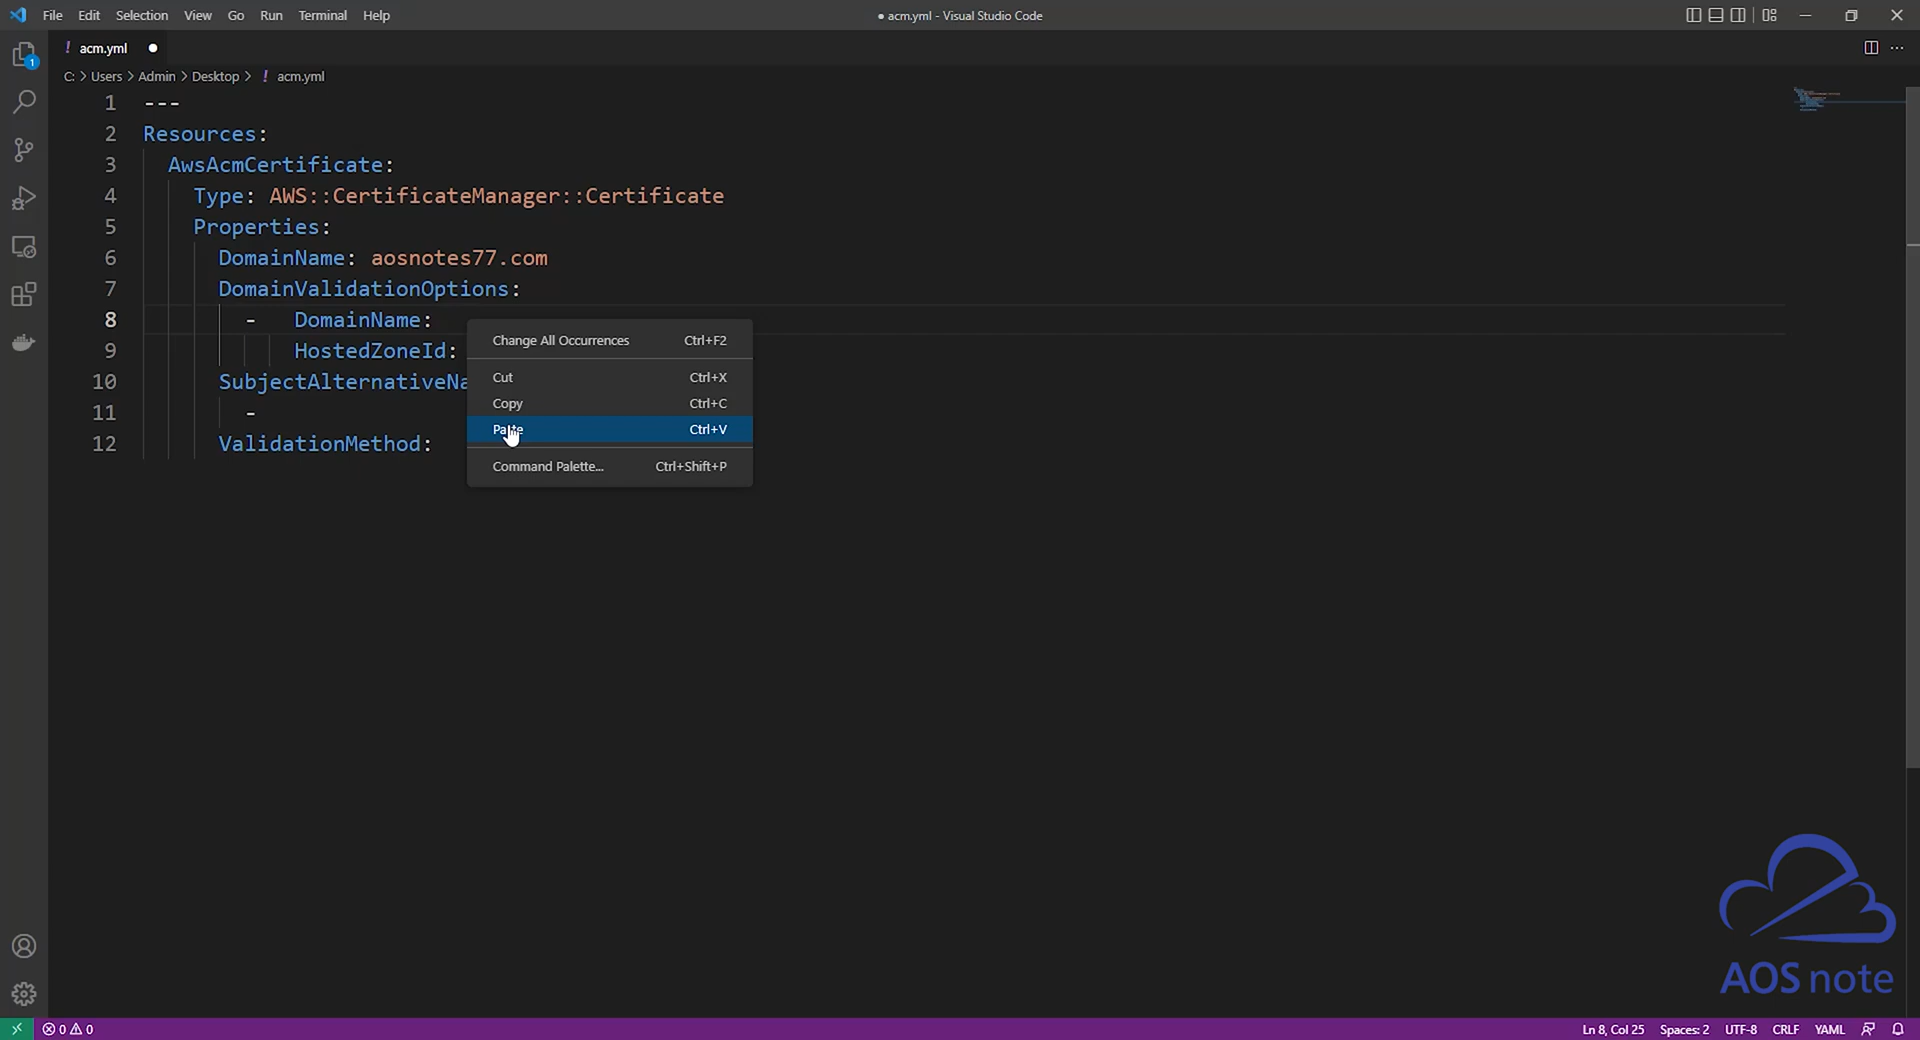 File Edit Selection View Go Run Terminal Help
● acm.yml - Visual Studio Code
1
! acm.yml ●
C: > Users > Admin > Desktop > ! acm.yml
1 ---
2 Resources:
3 AwsAcmCertificate:
4 Type: AWS::CertificateManager::Certificate
5 Properties:
6 DomainName: aosnotes77.com
7 DomainValidationOptions:
8 - DomainName:
9 HostedZoneId:
10 SubjectAlternativeNa
11 -
12 ValidationMethod:
Change All Occurrences Ctrl+F2
Cut Ctrl+X
Copy Ctrl+C
Paste Ctrl+V
Command Palette... Ctrl+Shift+P
AOS note
0 0
Ln 8, Col 25 Spaces: 2 UTF-8 CRLF YAML